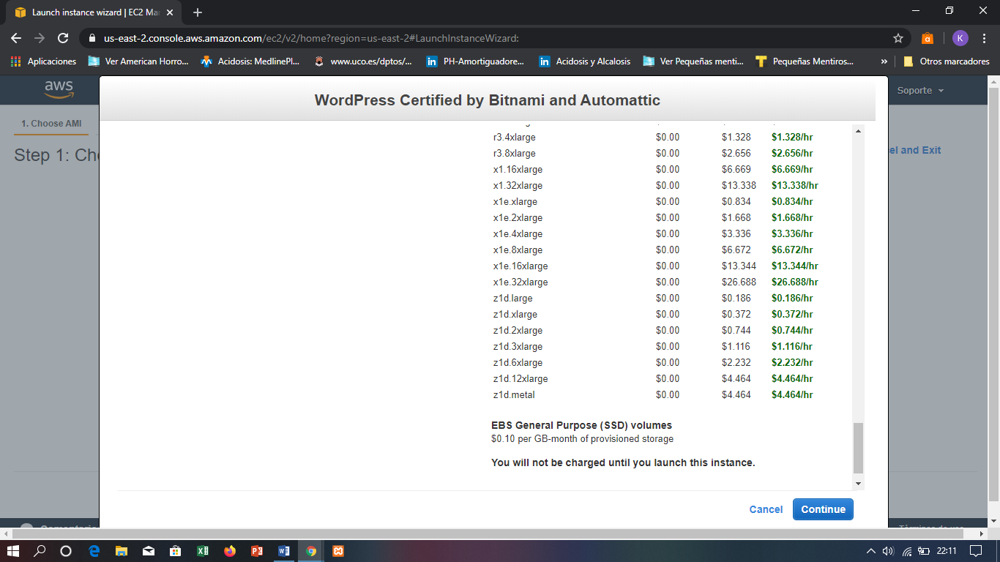 Launch instance wizard | EC2 Ma
us-east-2.console.aws.amazon.com/ec2/v2/home?region=us-east-2#LaunchInstanceWizard:
K
Aplicaciones Ver American Horro... Acidosis: MedlinePl... www.uco.es/dptos/... PH-Amortiguadore... Acidosis y Alcalosis Ver Pequeñas menti... Pequeñas Mentiros... » Otros marcadores
aws
Soporte
WordPress Certified by Bitnami and Automattic
1. Choose AMI
Step 1: Ch
el and Exit
r3.4xlarge $0.00 $1.328 $1.328/hr
r3.8xlarge $0.00 $2.656 $2.656/hr
x1.16xlarge $0.00 $6.669 $6.669/hr
x1.32xlarge $0.00 $13.338 $13.338/hr
x1e.xlarge $0.00 $0.834 $0.834/hr
x1e.2xlarge $0.00 $1.668 $1.668/hr
x1e.4xlarge $0.00 $3.336 $3.336/hr
x1e.8xlarge $0.00 $6.672 $6.672/hr
x1e.16xlarge $0.00 $13.344 $13.344/hr
x1e.32xlarge $0.00 $26.688 $26.688/hr
z1d.large $0.00 $0.186 $0.186/hr
z1d.xlarge $0.00 $0.372 $0.372/hr
z1d.2xlarge $0.00 $0.744 $0.744/hr
z1d.3xlarge $0.00 $1.116 $1.116/hr
z1d.6xlarge $0.00 $2.232 $2.232/hr
z1d.12xlarge $0.00 $4.464 $4.464/hr
z1d.metal $0.00 $4.464 $4.464/hr
EBS General Purpose (SSD) volumes
$0.10 per GB-month of provisioned storage
You will not be charged until you launch this instance.
Cancel Continue
22:11